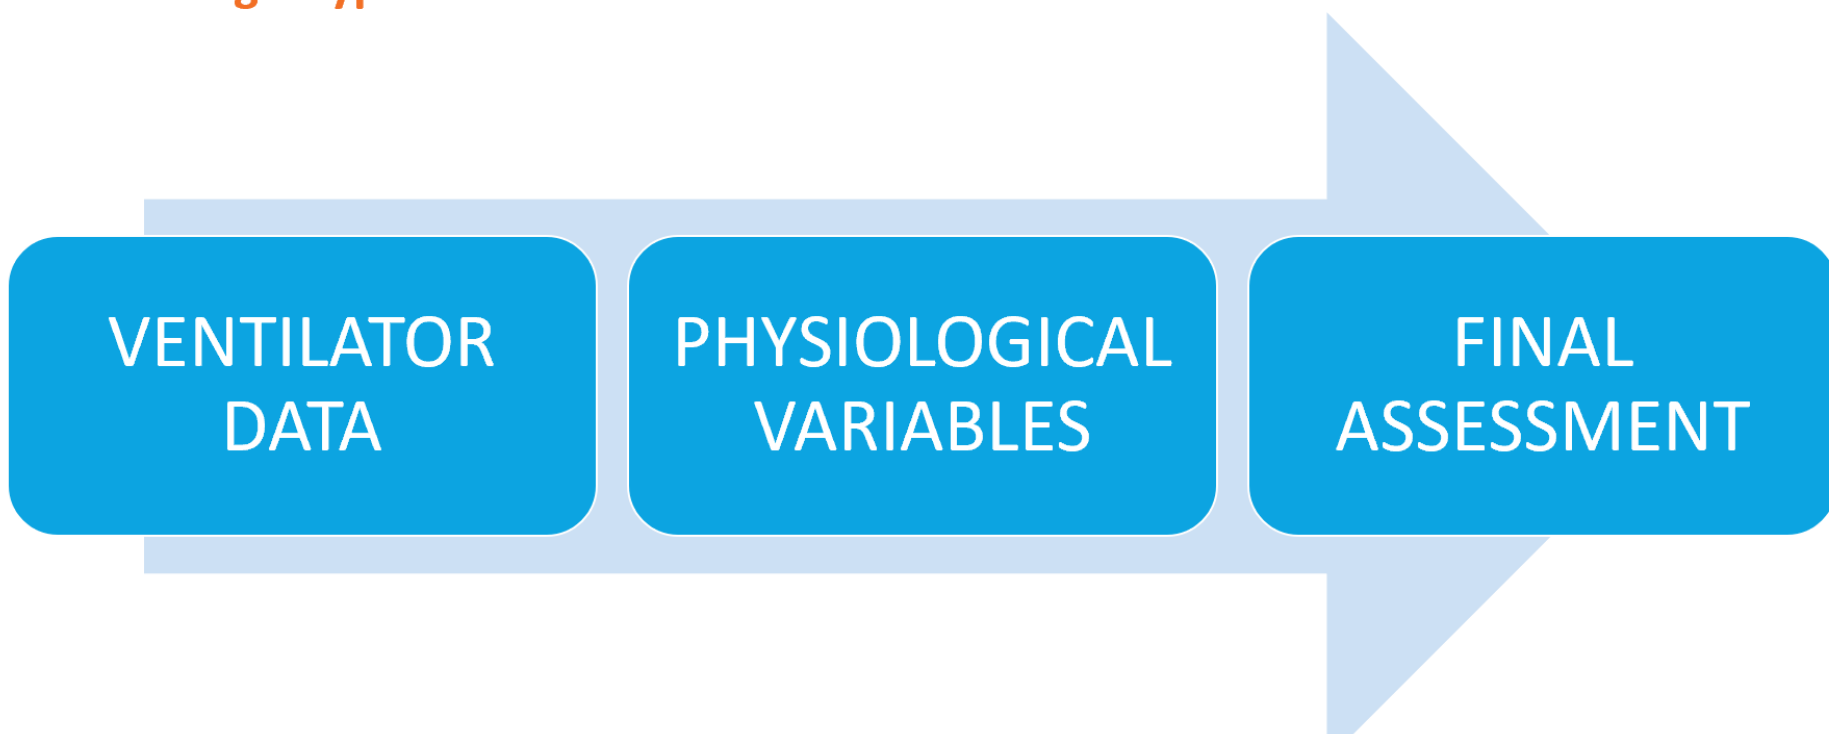 VENTILATOR
DATA
PHYSIOLOGICAL
VARIABLES
FINAL
ASSESSMENT